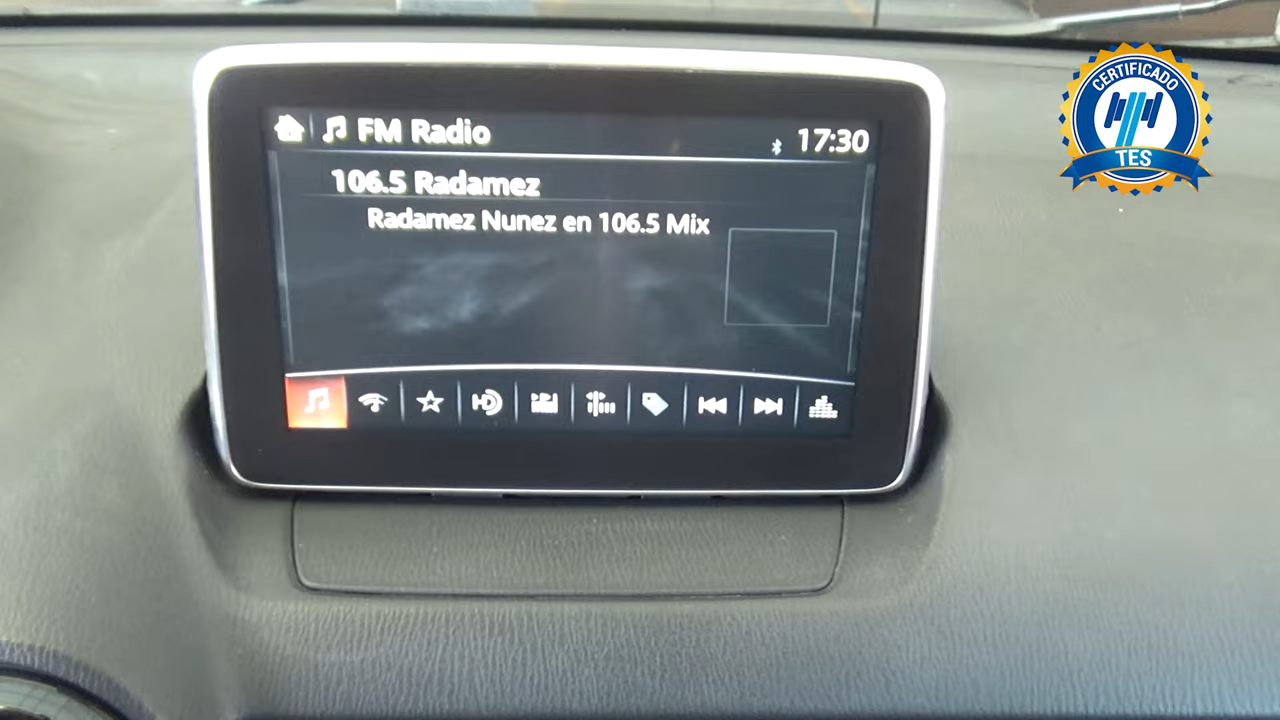 FM Radio
17:30
106.5 Radamez
Radamez Nunez en 106.5 Mix
CERTIFICADO
TES